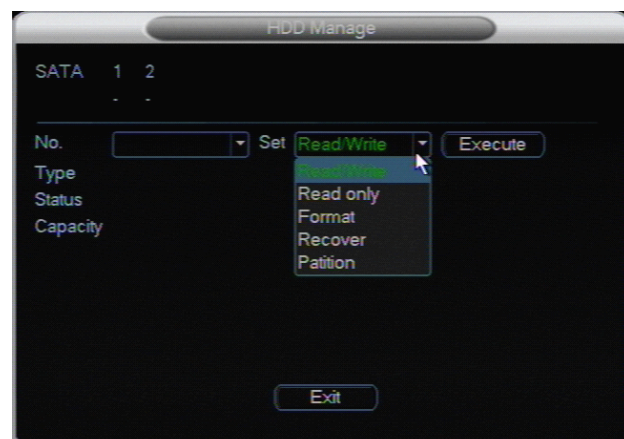 HDD Manage
SATA 1 2
- -
No. Set Read/Write Execute
Read/Write
Type
Read only
Status
Format
Capacity
Recover
Patition
Exit